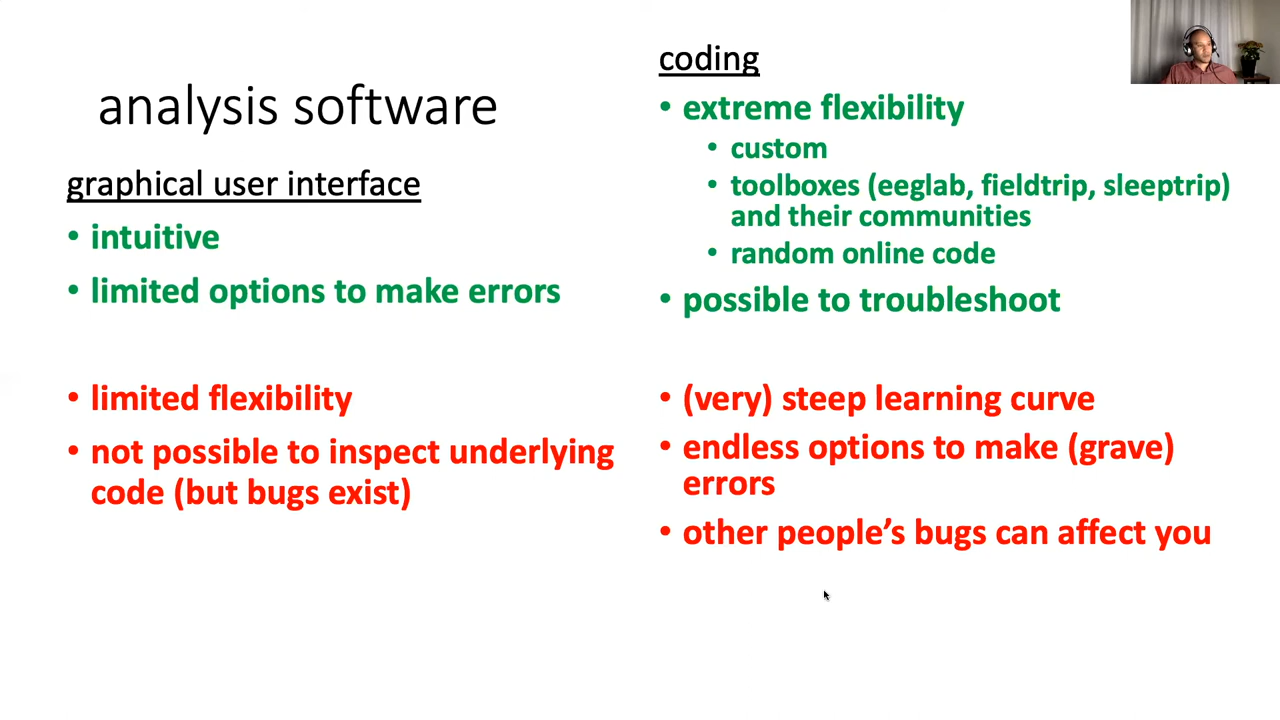 analysis software
graphical user interface
• intuitive
• limited options to make errors
• limited flexibility
• not possible to inspect underlying
code (but bugs exist)
coding
• extreme flexibility
• custom
• toolboxes (eeglab, fieldtrip, sleeptrip)
and their communities
• random online code
• possible to troubleshoot
• (very) steep learning curve
• endless options to make (grave)
errors
• other people’s bugs can affect you